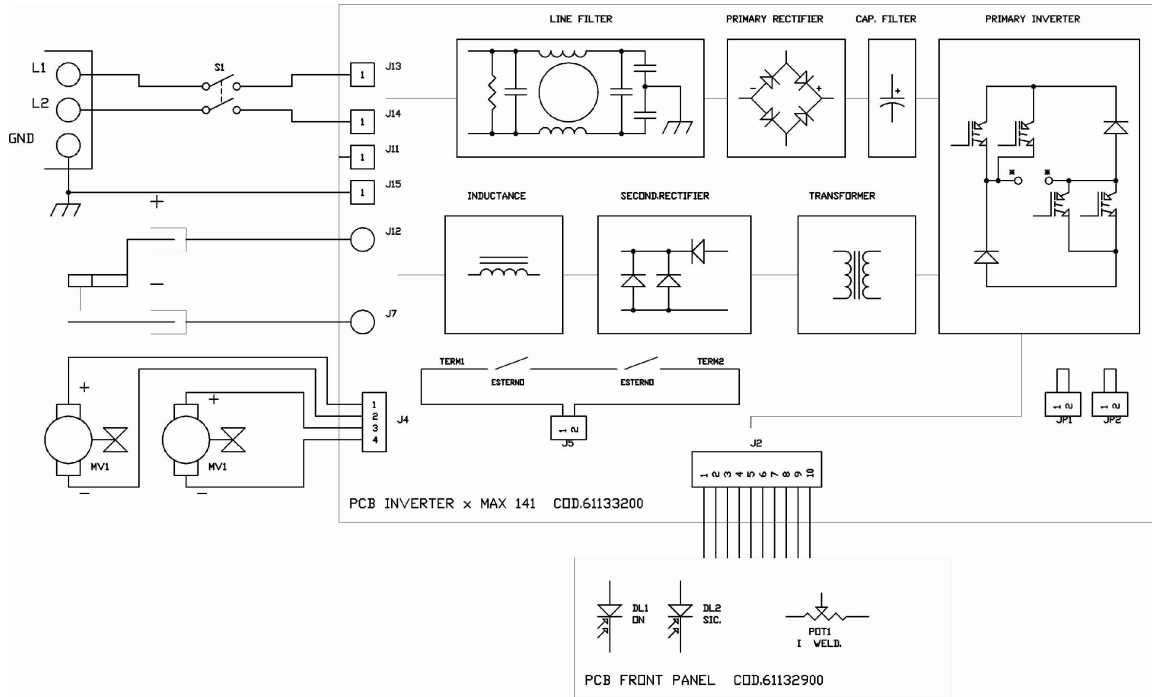 LINE FILTER
PRIMARY RECTIFIER
CAP. FILTER
PRIMARY INVERTER
L1
S1
1
J13
- +
+
L2
1
J14
GND
1
J11
* *
1
J15
+
INDUCTANCE
SECOND.RECTIFIER
TRANSFORMER
J12
−
J7
TERM1
TERM2
ESTERNO
ESTERNO
+
+
1
2
3
4
J4
1 2
J5
1 2
JP1
1 2
JP2
MV1
MV1
−
−
J2
1 2 3 4 5 6 7 8 9 10
PCB INVERTER x MAX 141 COD.61133200
DL1
ON
DL2
SIC.
POT1
I WELD.
PCB FRONT PANEL COD.61132900